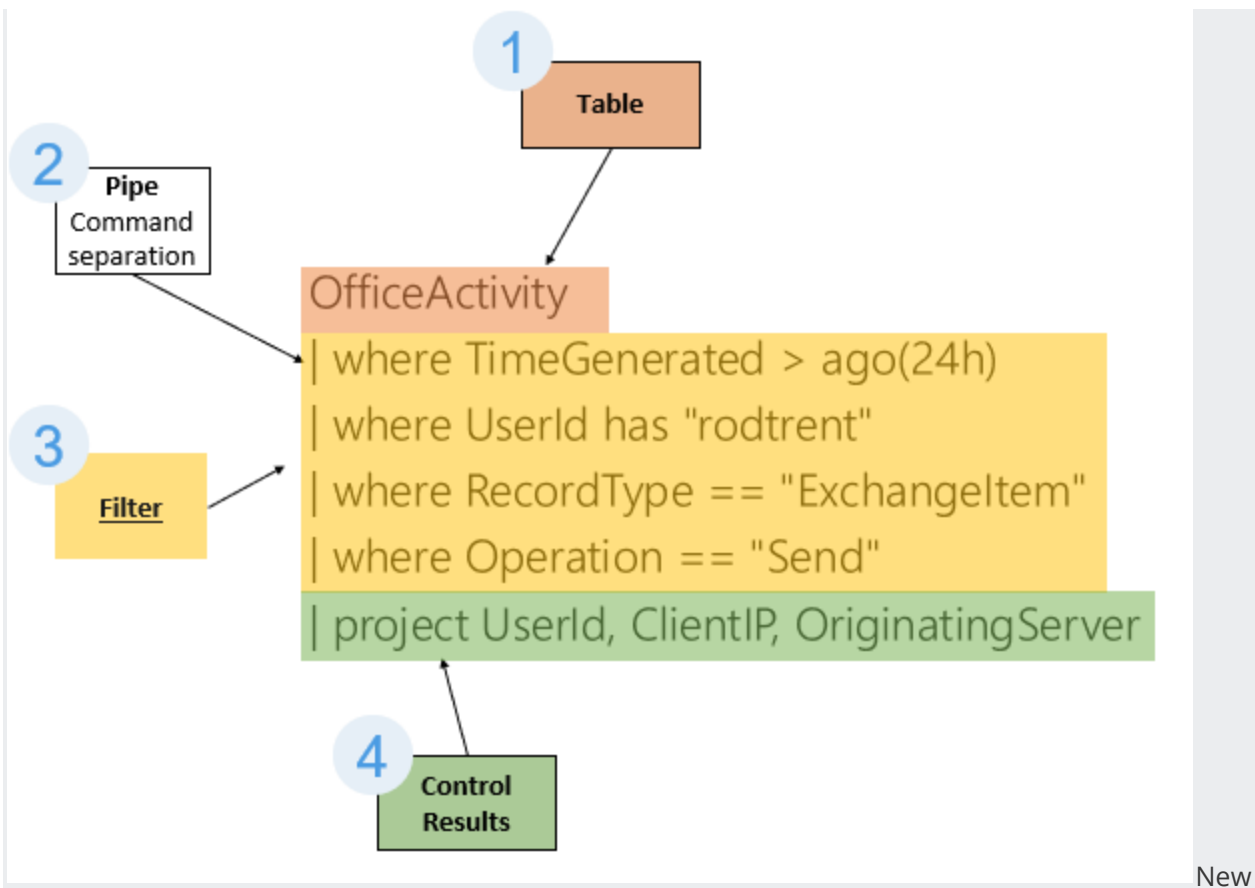 1
Table
2
Pipe
Command
separation
OfficeActivity
| where TimeGenerated > ago(24h)
| where UserId has "rodtrent"
3
Filter
| where RecordType == "ExchangeItem"
| where Operation == "Send"
| project UserId, ClientIP, OriginatingServer
4
Control
Results
New